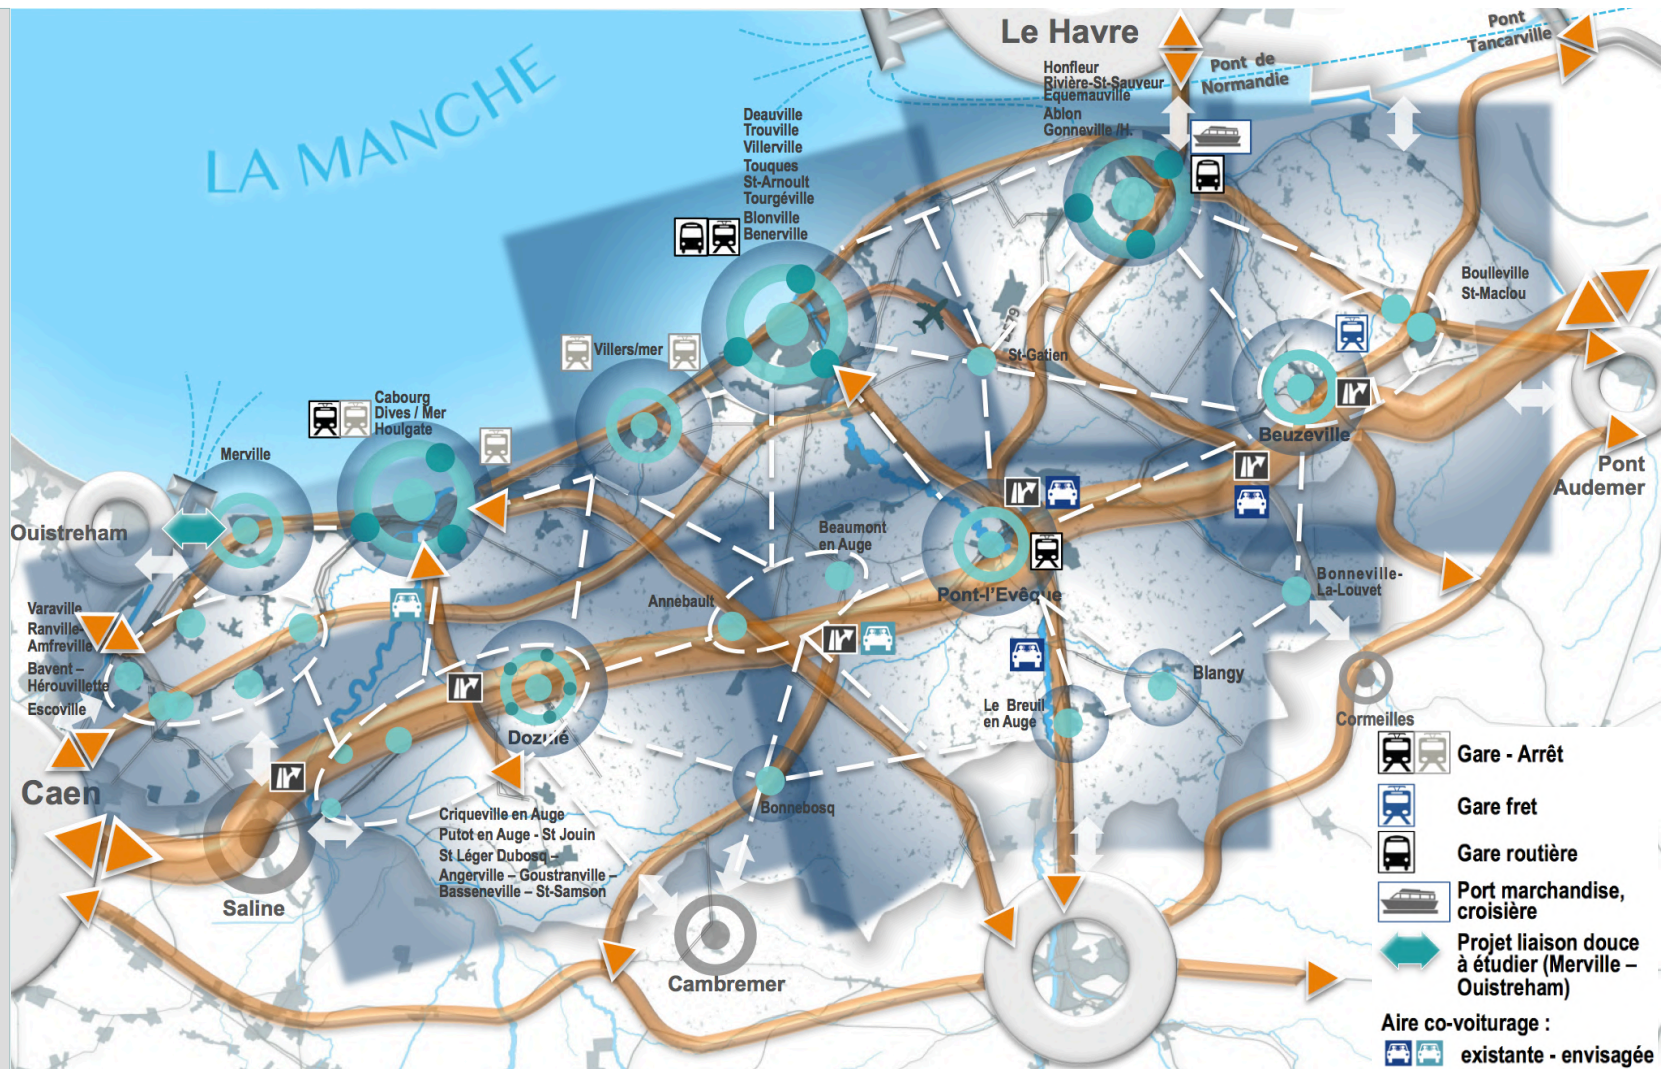 LA MANCHE
Le Havre
Pont
Tancarville
Pont de
Normandie
Honfleur
Rivière-St-Sauveur
Equemauville
Ablon
Gonneville /H.
Deauville
Trouville
Villerville
Touques
St-Arnoult
Tourgéville
Blonville
Benerville
Boulleville
St-Maclou
Villers/mer
St-Gatien
Cabourg
Dives / Mer
Houlgate
Merville
Beuzeville
Pont
Audemer
Ouistreham
Beaumont
en Auge
Annebault
Pont-l'Evêque
Bonneville-
La-Louvet
Varaville
Ranville-
Amfreville
Bavent –
Hérouvillette
Escoville
Blangy
Le Breuil
en Auge
Cormeilles
Dozulé
Caen
Bonnebosq
Criqueville en Auge
Putot en Auge - St Jouin
St Léger Dubosq –
Angerville – Goustranville –
Basseneville – St-Samson
Saline
Cambremer
Gare - Arrêt
Gare fret
Gare routière
Port marchandise,
croisière
Projet liaison douce
à étudier (Merville –
Ouistreham)
Aire co-voiturage :
existante - envisagée